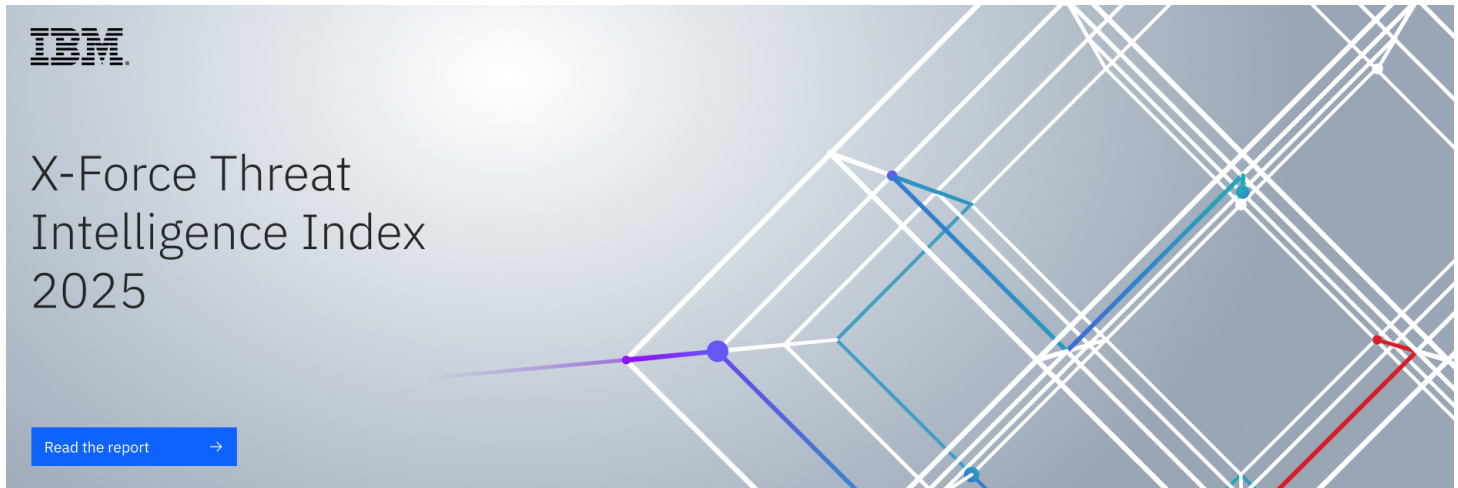 IBM.
X-Force Threat
Intelligence Index
2025
Read the report →